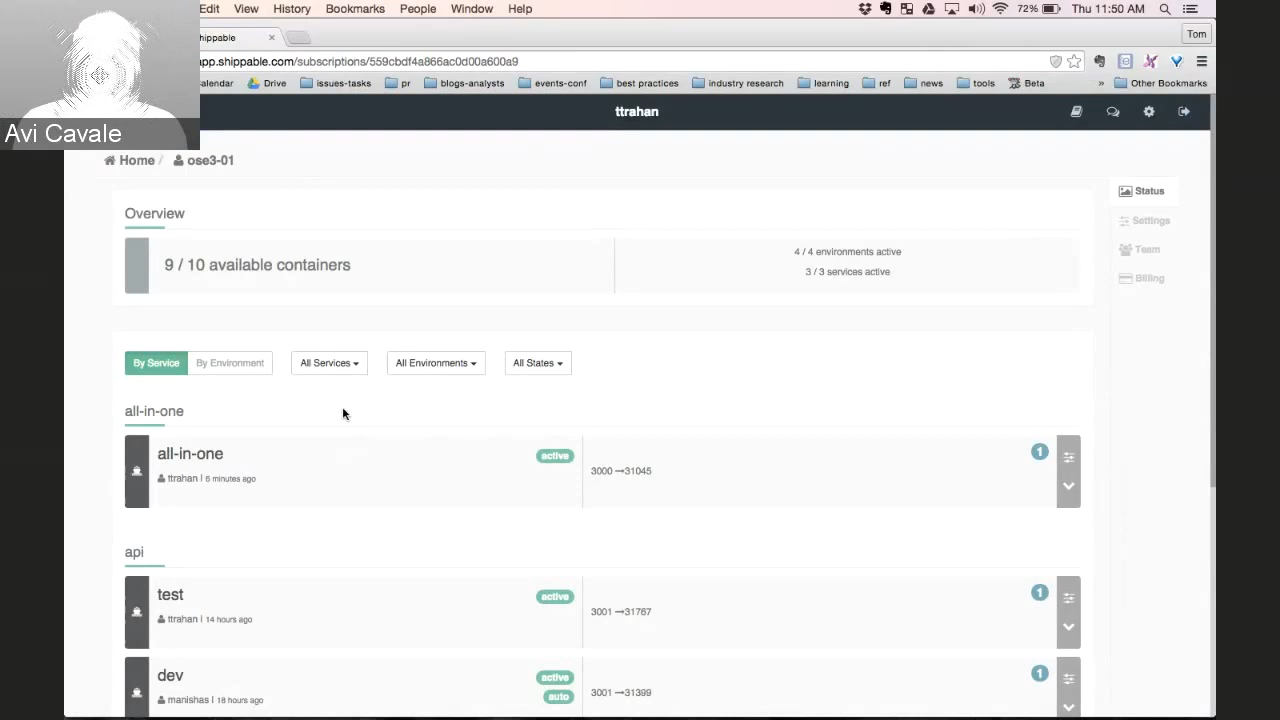 Edit View History Bookmarks People Window Help 72% Thu 11:50 AM
hippable Tom
app.shippable.com/subscriptions/559cbdf4a866ac0d00a600a9
alendar Drive issues-tasks pr blogs-analysts events-conf best practices industry research learning ref news tools Beta » Other Bookmarks
ttrahan
Avi Cavale
Home / ose3-01
Status
Settings
Team
Billing
Overview
9 / 10 available containers
4 / 4 environments active
3 / 3 services active
By Service By Environment All Services All Environments All States
all-in-one
all-in-one active 3000 →31045 1
ttrahan | 6 minutes ago
api
test active 3001 →31767 1
ttrahan | 14 hours ago
dev active 3001 →31399 1
manishas | 18 hours ago auto